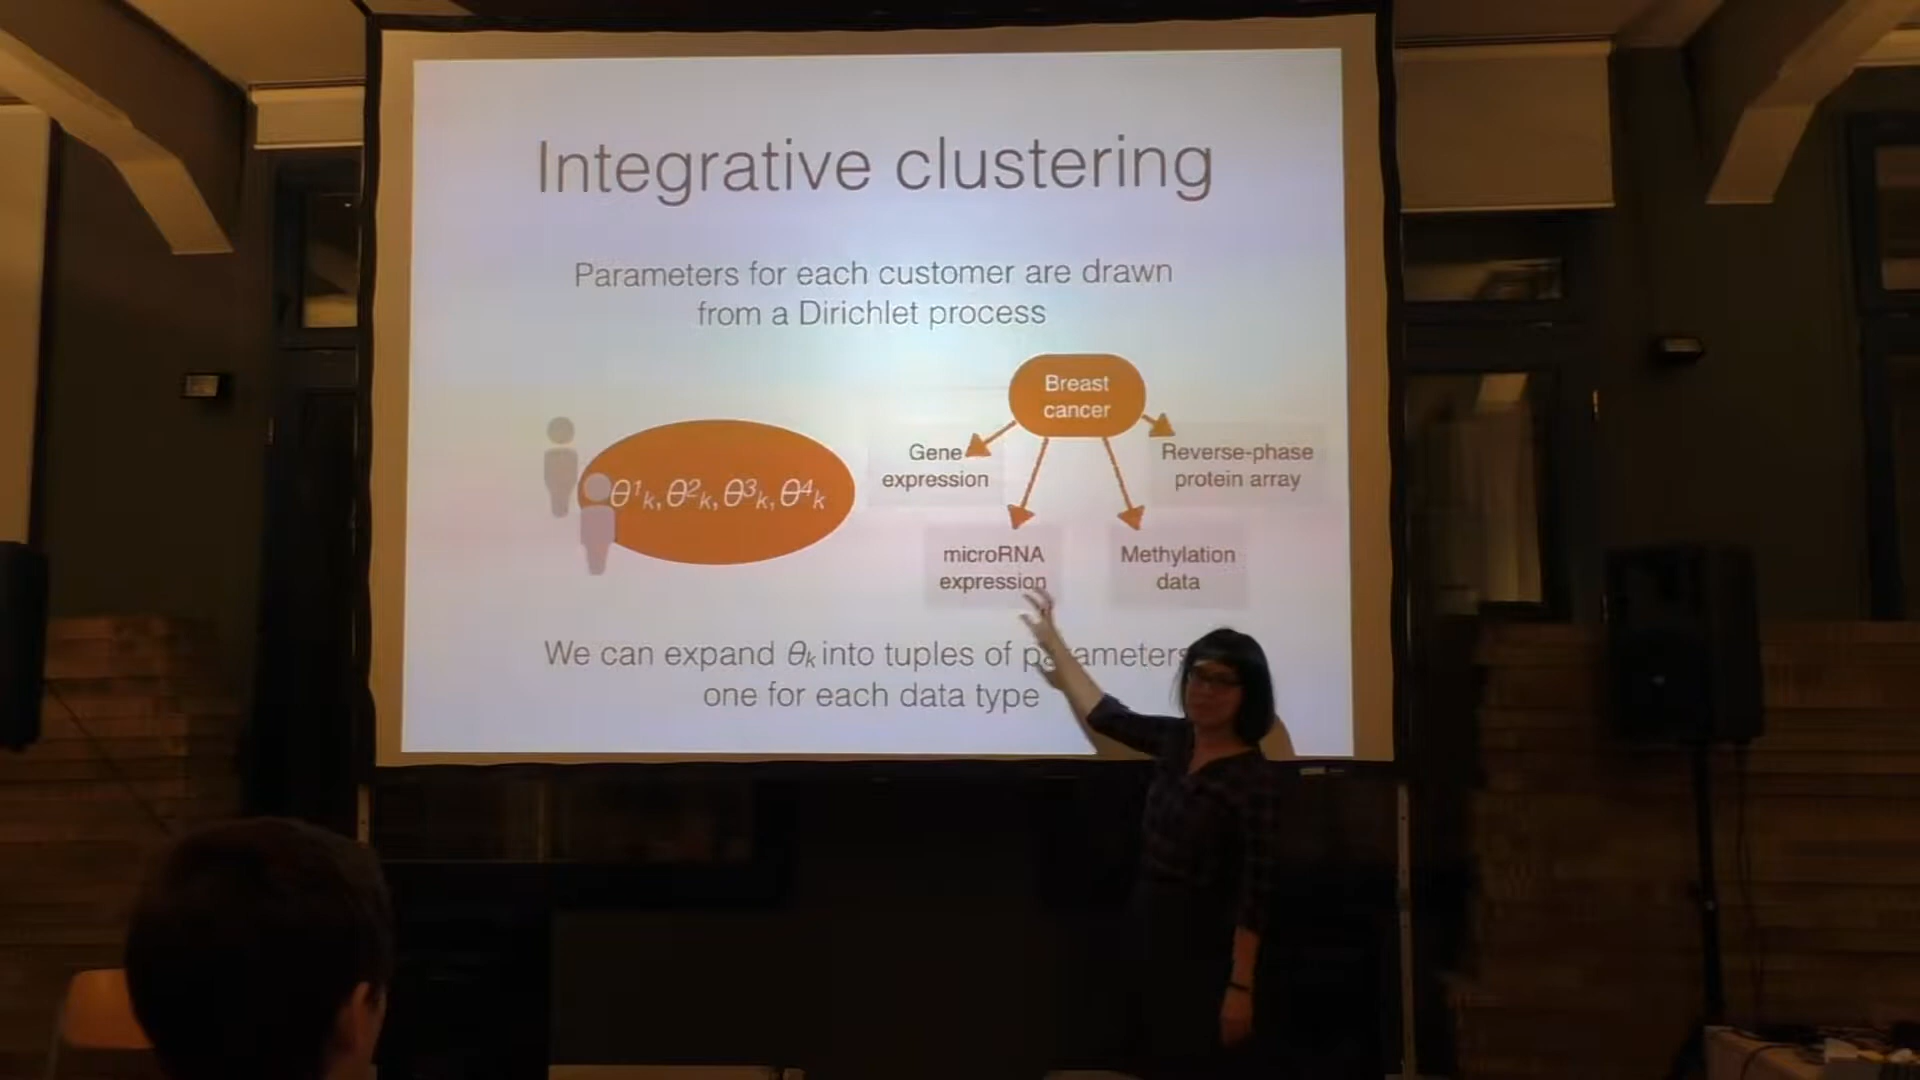 Integrative clustering
Parameters for each customer are drawn
from a Dirichlet process
Breast
cancer
Gene
expression
Reverse-phase
protein array
θ¹ₖ, θ²ₖ, θ³ₖ, θ⁴ₖ
microRNA
expression
Methylation
data
We can expand θₖ into tuples of parameters
one for each data type